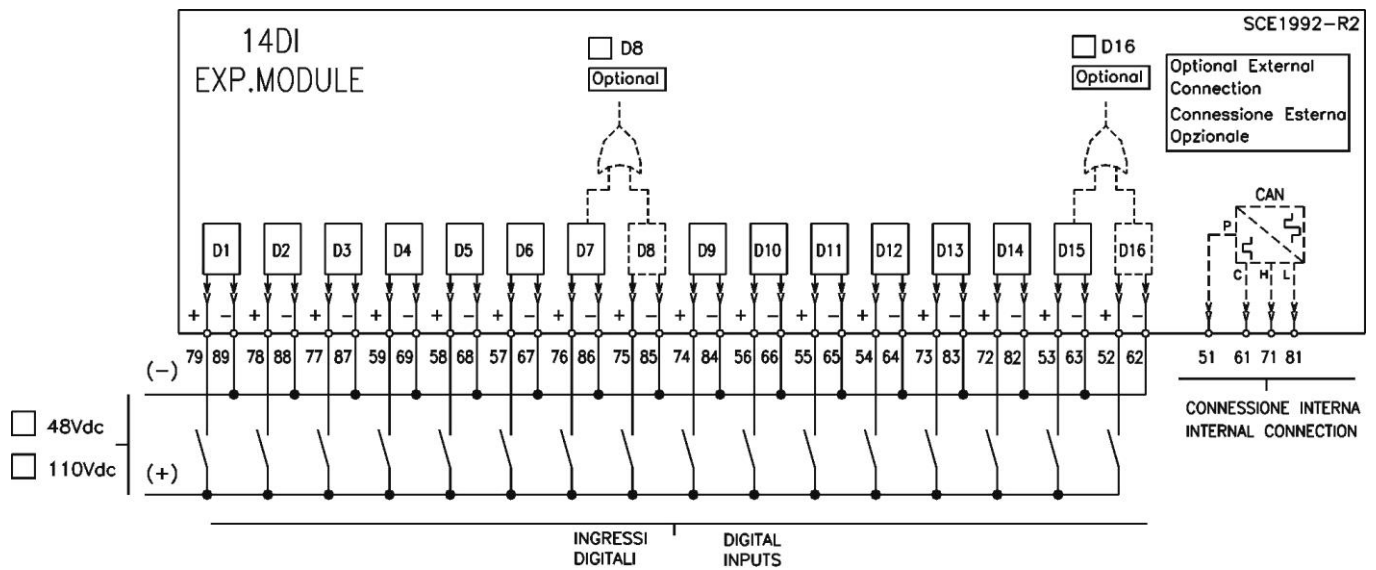 SCE1992-R2
14DI
EXP.MODULE
D8
Optional
D16
Optional
Optional External
Connection
Connessione Esterna
Opzionale
CAN
P
C H L
D1 D2 D3 D4 D5 D6 D7 D8 D9 D10 D11 D12 D13 D14 D15 D16
+ − + − + − + − + − + − + − + − + − + − + − + − + − + − + − + −
79 89 78 88 77 87 59 69 58 68 57 67 76 86 75 85 74 84 56 66 55 65 54 64 73 83 72 82 53 63 52 62 51 61 71 81
(-)
48Vdc
110Vdc
(+)
CONNESSIONE INTERNA
INTERNAL CONNECTION
INGRESSI
DIGITALI
DIGITAL
INPUTS